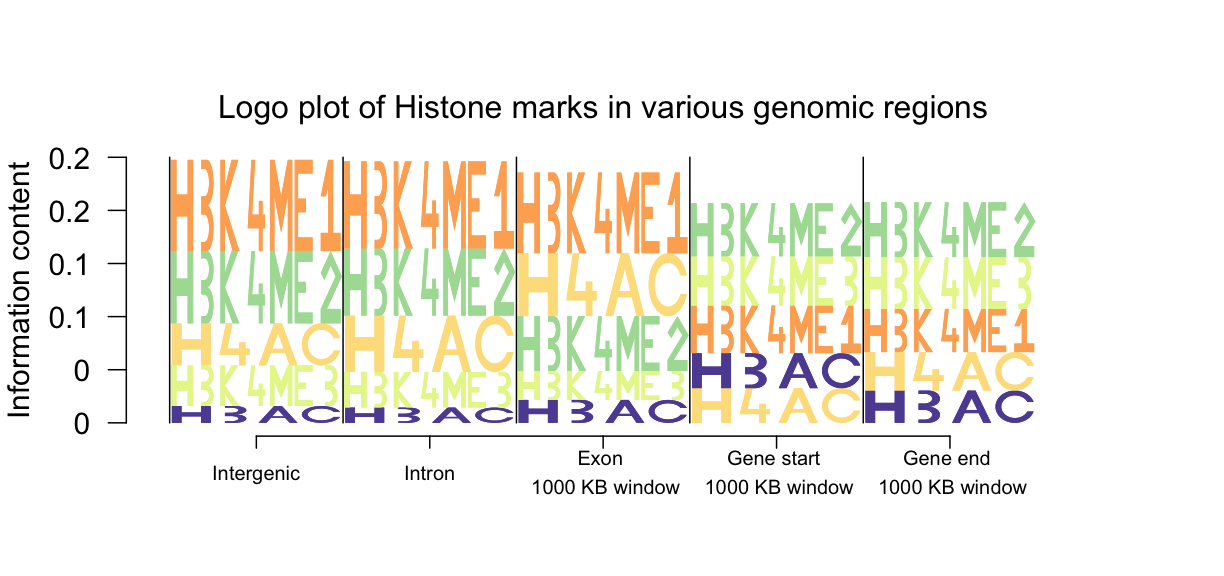 Logo plot of Histone marks in various genomic regions
Information content
0.2
0.2
0.1
0.1
0
0
H3K4ME1
H3K4ME2
H4AC
H3K4ME3
H3AC
H3K4ME1
H3K4ME2
H4AC
H3K4ME3
H3AC
H3K4ME1
H4AC
H3K4ME2
H3K4ME3
H3AC
H3K4ME2
H3K4ME3
H3K4ME1
H3AC
H4AC
H3K4ME2
H3K4ME3
H3K4ME1
H4AC
H3AC
Intergenic
Intron
Exon
1000 KB window
Gene start
1000 KB window
Gene end
1000 KB window